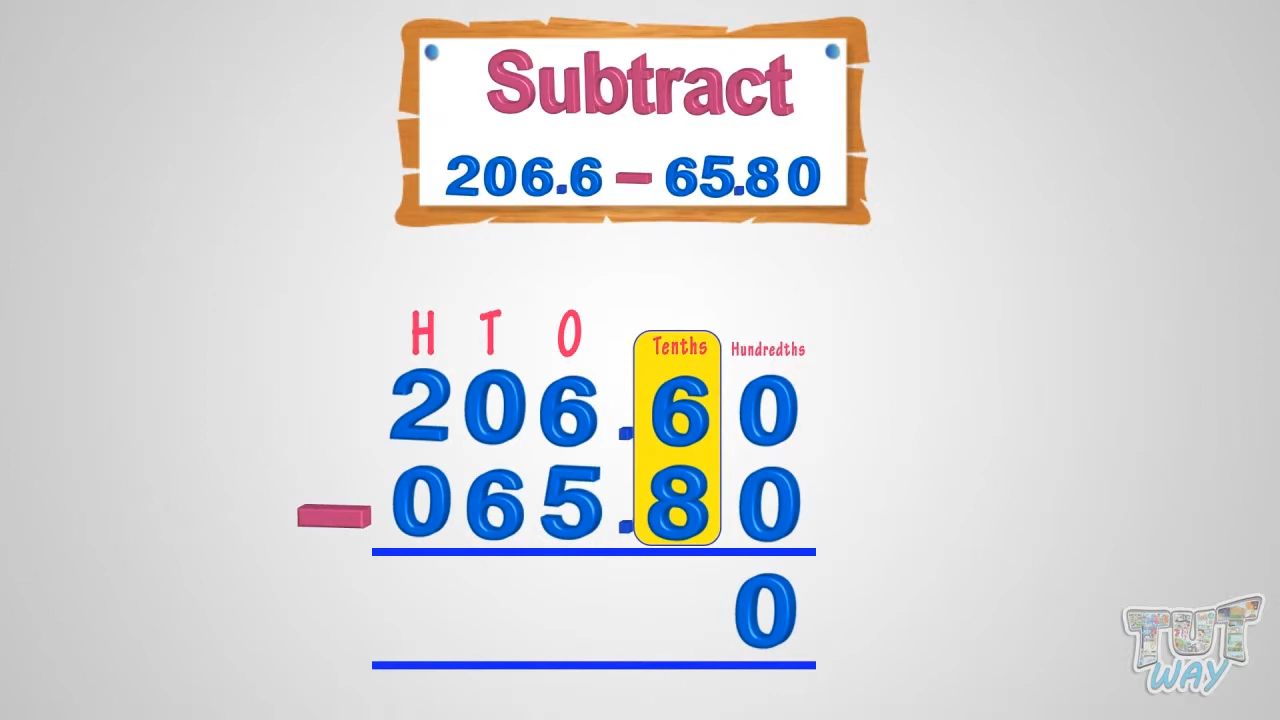 Subtract
206.6 - 65.80
H T O Tenths Hundredths
206.60
- 065.80
0
TUT
WAY